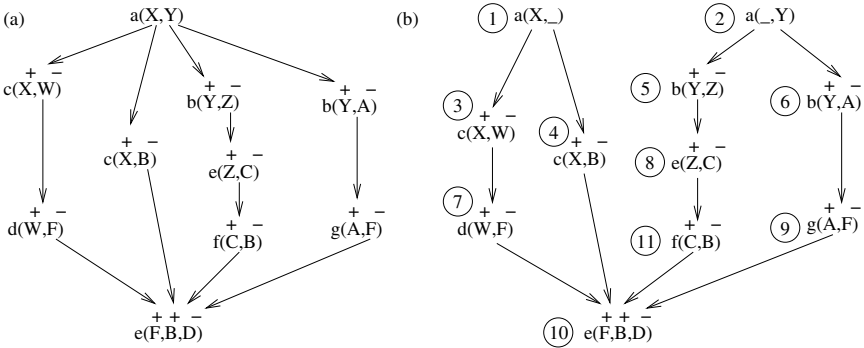 (a) a(X,Y) (b) 1 a(X,_) 2 a(_,Y)
+ − + − + − + − + −
c(X,W) b(Y,Z) b(Y,A) 5 b(Y,Z) 6 b(Y,A)
3 + −
c(X,W)
+ − 4 + −
c(X,B) c(X,B)
+ − + −
e(Z,C) 8 e(Z,C)
+ − + − 7 + − + −
d(W,F) g(A,F) d(W,F) 9 g(A,F)
+ − + −
f(C,B) 11 f(C,B)
+ + − + + −
e(F,B,D) 10 e(F,B,D)